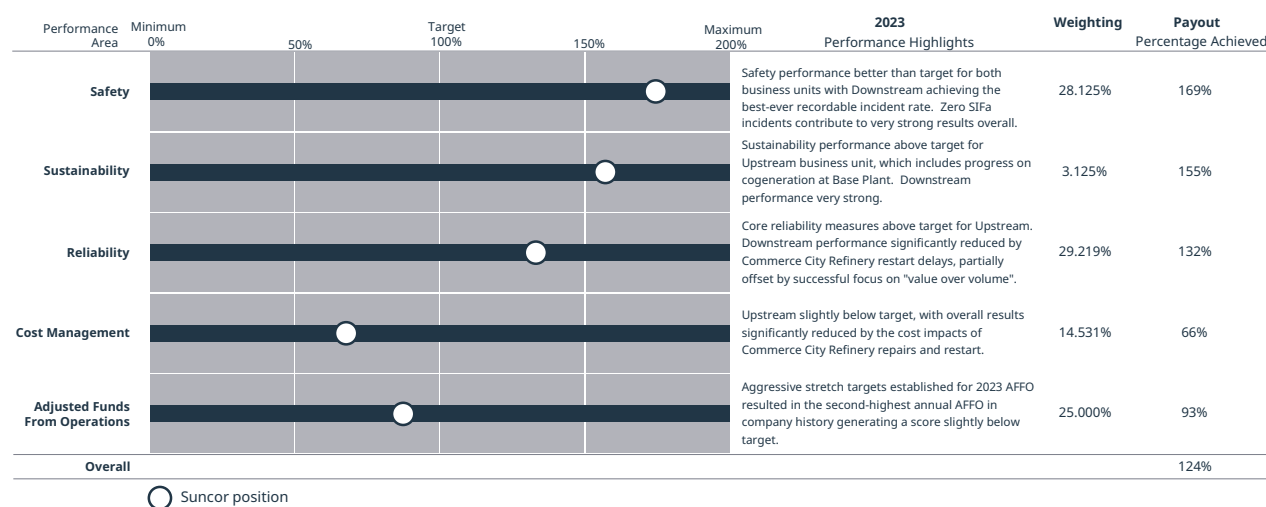 Performance
Area
Minimum
0%
50%
Target
100%
150%
Maximum
200%
2023
Performance Highlights
Weighting
Payout
Percentage Achieved
Safety
Safety performance better than target for both
business units with Downstream achieving the
best-ever recordable incident rate.  Zero SIFa
incidents contribute to very strong results overall.
28.125%
169%
Sustainability
Sustainability performance above target for
Upstream business unit, which includes progress on
cogeneration at Base Plant.  Downstream
performance very strong.
3.125%
155%
Reliability
Core reliability measures above target for Upstream.
Downstream performance significantly reduced by
Commerce City Refinery restart delays, partially
offset by successful focus on "value over volume".
29.219%
132%
Cost Management
Upstream slightly below target, with overall results
significantly reduced by the cost impacts of
Commerce City Refinery repairs and restart.
14.531%
66%
Adjusted Funds
From Operations
Aggressive stretch targets established for 2023 AFFO
resulted in the second-highest annual AFFO in
company history generating a score slightly below
target.
25.000%
93%
Overall
124%
Suncor position